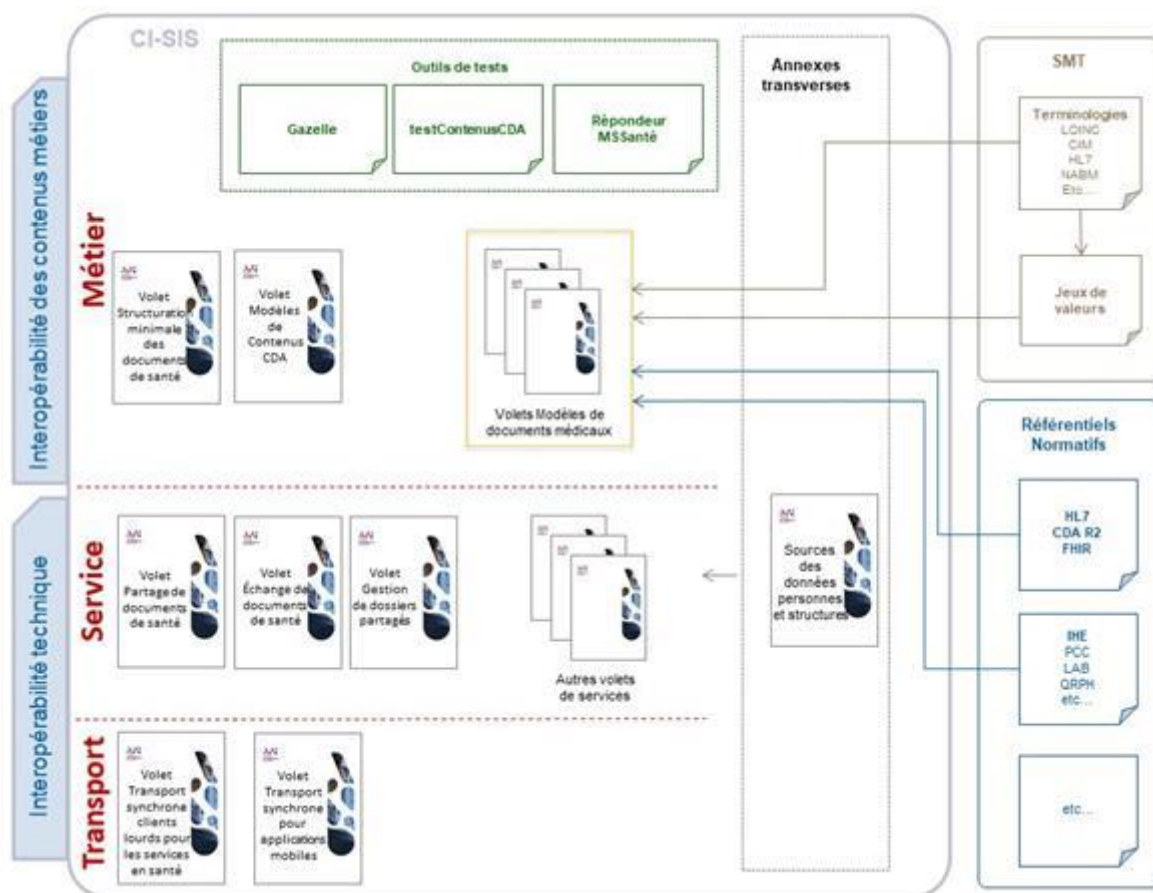 CI-SIS
Interopérabilité des contenus métiers
Interopérabilité technique
Métier
Service
Transport
Outils de tests
Gazelle
testContenusCDA
Rèpondeur
MSSanté
Annexes
transverses
SMT
Terminologies
LOINC
CIM
HL7
NABM
Etc...
Jeux de
valeurs
Volet
Structuration
minimale
des
documents
de santé
Volet
Modèles
de
Contenus
CDA
Volets Modèles de
documents médicaux
Référentiels
Normatifs
HL7
CDA R2
FHIR
IHE
PCC
LAB
QRPH
etc...
etc...
Volet
Partage de
documents
de santé
Volet
Échange de
documents
de santé
Volet
Gestion
de dossiers
partagés
Autres volets
de services
Sources
des
données
personnes
et structures
Volet
Transport
synchrone
clients
lourds pour
les services
en santé
Volet
Transport
synchrone
pour
applications
mobiles